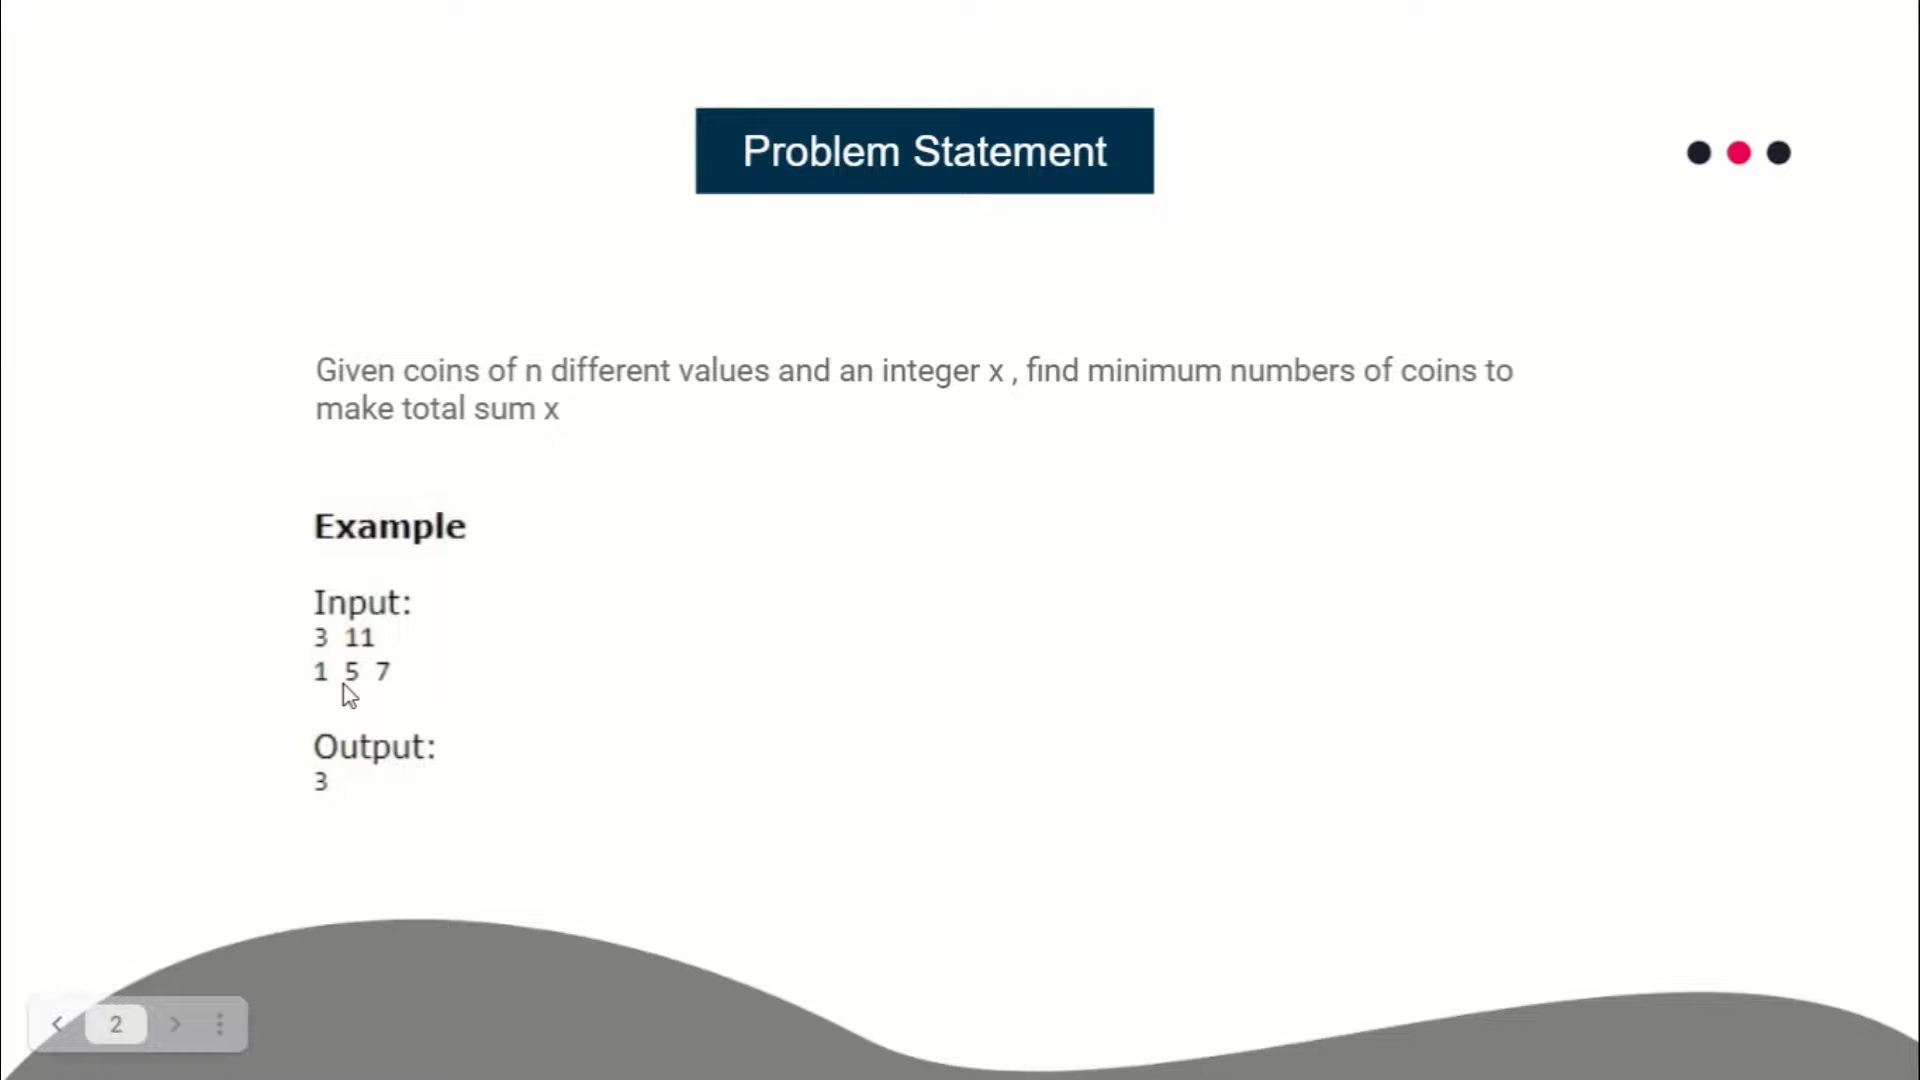 Problem Statement
Given coins of n different values and an integer x , find minimum numbers of coins to
make total sum x
Example
Input:
3 11
1 5 7
Output:
3
2